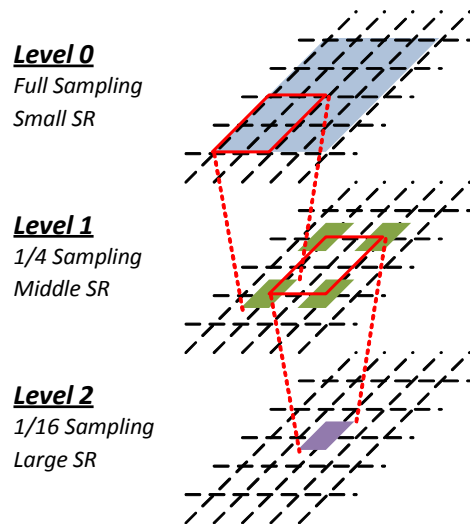 Level 0
Full Sampling
Small SR
Level 1
1/4 Sampling
Middle SR
Level 2
1/16 Sampling
Large SR